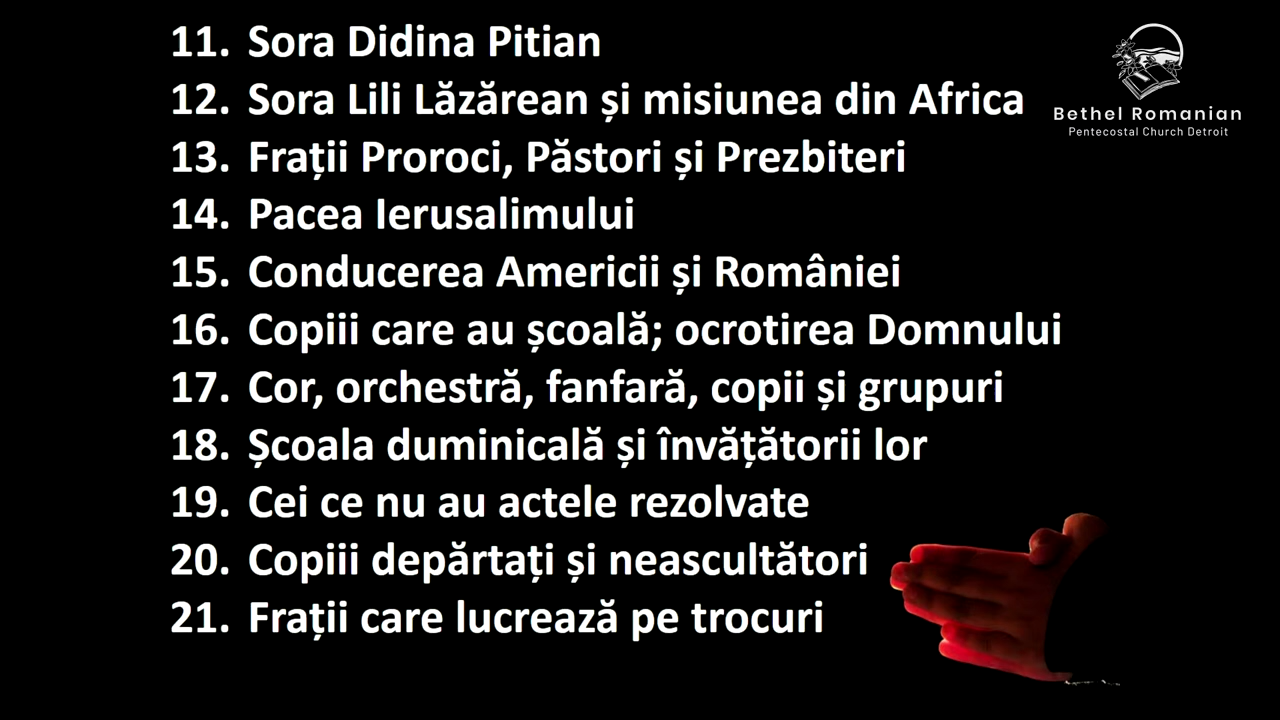 11. Sora Didina Pitian
12. Sora Lili Lăzărean și misiunea din Africa
Bethel Romanian
Pentecostal Church Detroit
13. Frații Proroci, Păstori și Prezbiteri
14. Pacea Ierusalimului
15. Conducerea Americii și României
16. Copiii care au școală; ocrotirea Domnului
17. Cor, orchestră, fanfară, copii și grupuri
18. Școala duminicală și învățătorii lor
19. Cei ce nu au actele rezolvate
20. Copiii depărtați și neascultători
21. Frații care lucrează pe trocuri